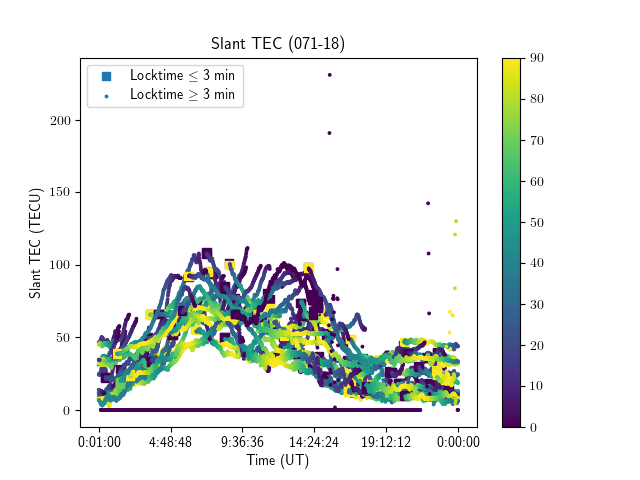 Slant TEC (071-18)
Locktime ≤ 3 min
Locktime ≥ 3 min
Slant TEC (TECU)
200
150
100
50
0
0:01:00 4:48:48 9:36:36 14:24:24 19:12:12 0:00:00
Time (UT)
90
80
70
60
50
40
30
20
10
0